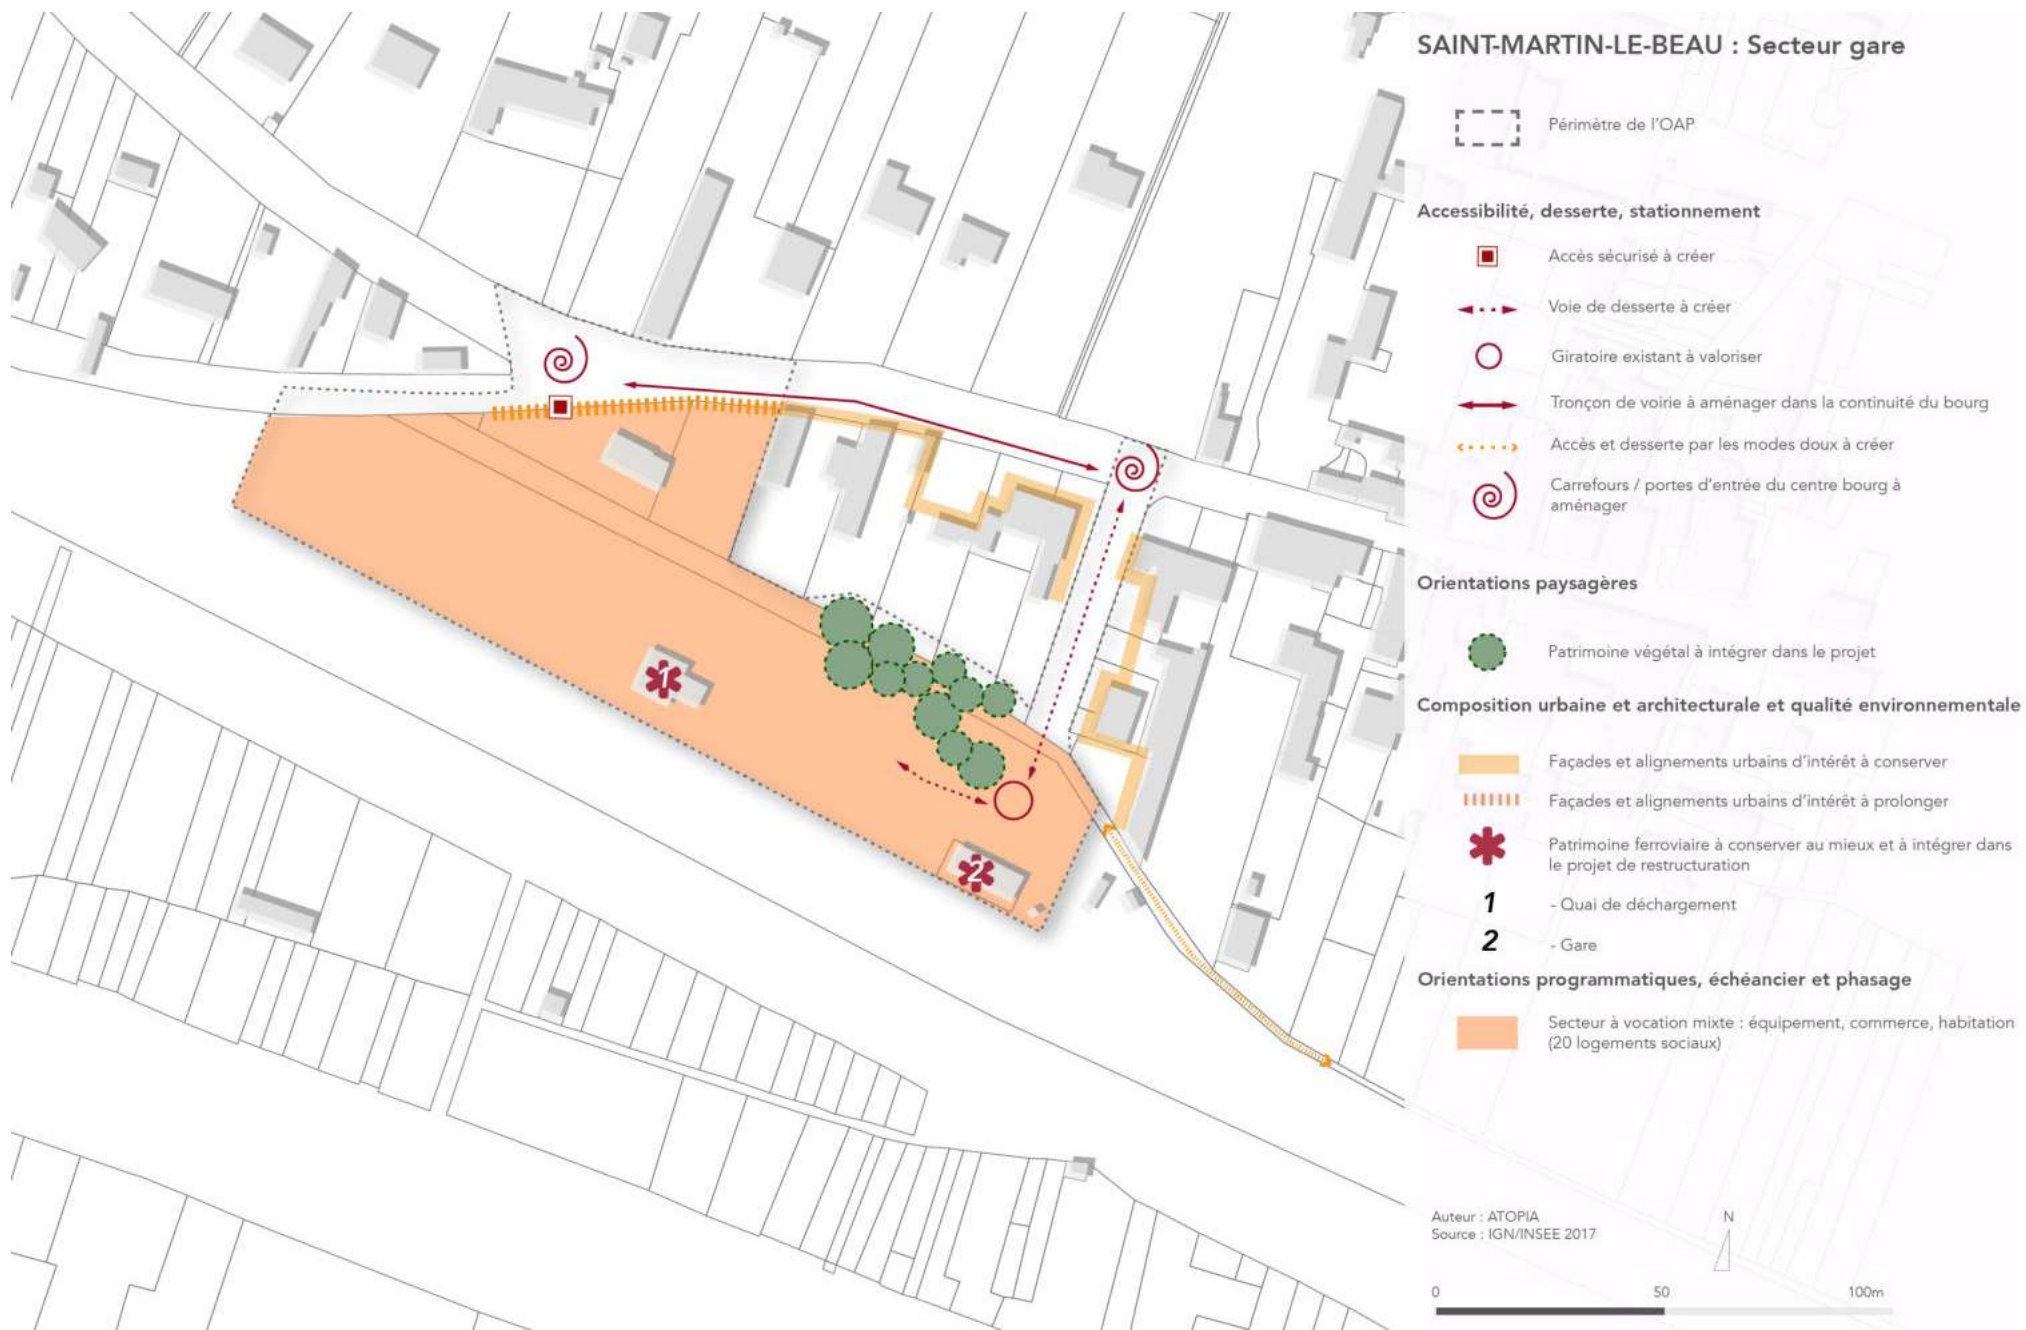 SAINT-MARTIN-LE-BEAU : Secteur gare
Périmètre de l'OAP
Accessibilité, desserte, stationnement
Accès sécurisé à créer
Voie de desserte à créer
Giratoire existant à valoriser
Tronçon de voirie à aménager dans la continuité du bourg
Accès et desserte par les modes doux à créer
Carrefours / portes d'entrée du centre bourg à
aménager
Orientations paysagères
Patrimoine végétal à intégrer dans le projet
Composition urbaine et architecturale et qualité environnementale
Façades et alignements urbains d'intérêt à conserver
Façades et alignements urbains d'intérêt à prolonger
Patrimoine ferroviaire à conserver au mieux et à intégrer dans
le projet de restructuration
1 - Quai de déchargement
2 - Gare
Orientations programmatiques, échéancier et phasage
Secteur à vocation mixte : équipement, commerce, habitation
(20 logements sociaux)
Auteur : ATOPIA
Source : IGN/INSEE 2017
N
0 50 100m
1
2